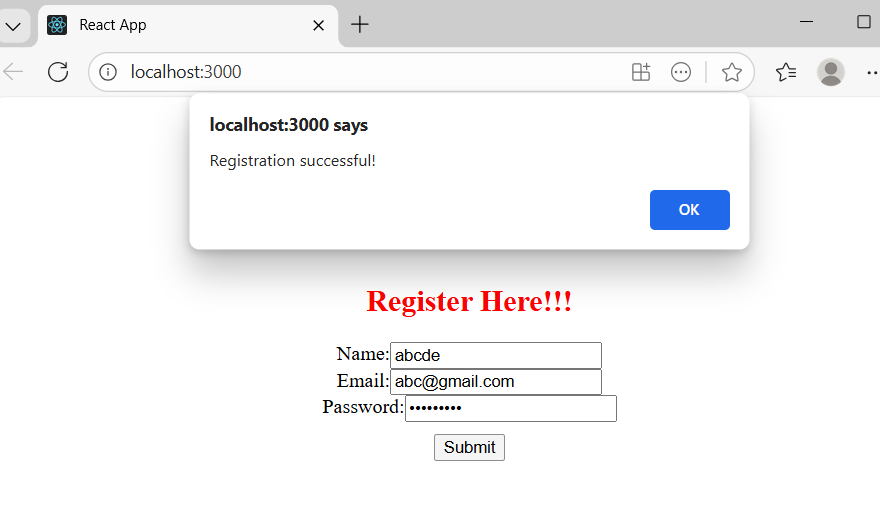 React App
localhost:3000
localhost:3000 says
Registration successful!
OK
Register Here!!!
Name:abcde
Email:abc@gmail.com
Password:•••••••••
Submit